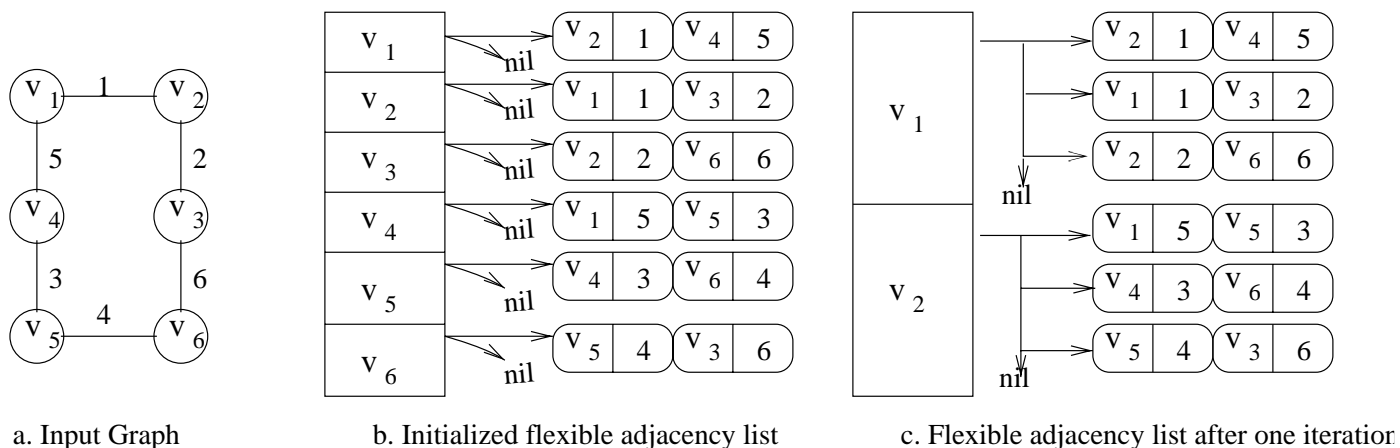 v1 1 v2
5 2
v4 v3
3 6
v5 4 v6
a. Input Graph
v1 nil v2 1 v4 5
v2 nil v1 1 v3 2
v3 nil v2 2 v6 6
v4 nil v1 5 v5 3
v5 nil v4 3 v6 4
v6 nil v5 4 v3 6
b. Initialized flexible adjacency list
v1 v2 1 v4 5
v1 1 v3 2
v2 2 v6 6
nil
v2 v1 5 v5 3
v4 3 v6 4
v5 4 v3 6
nil
c. Flexible adjacency list after one iteration